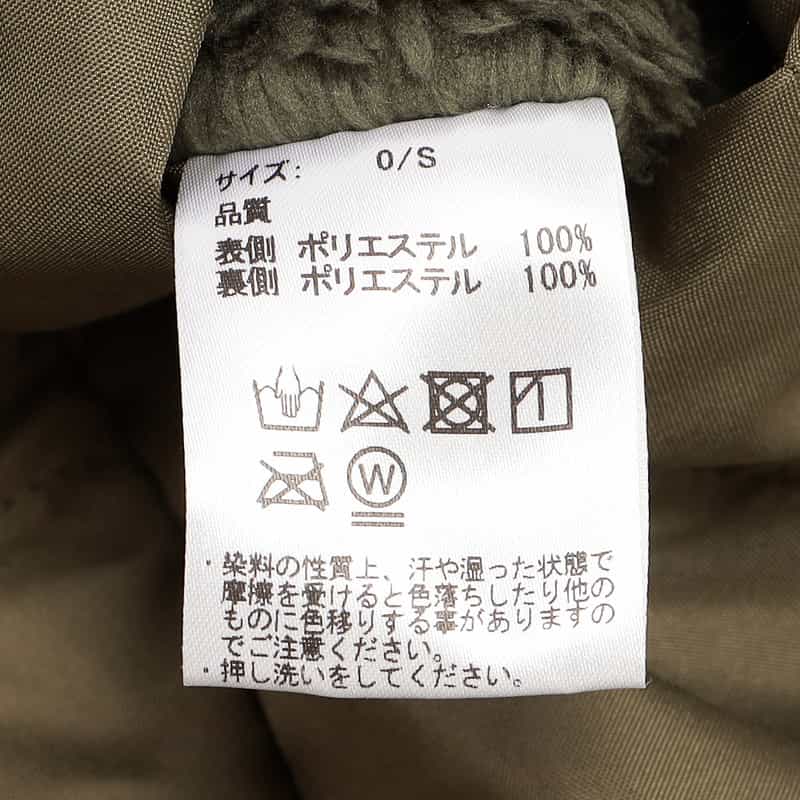 サイズ: 0/S
品質
表側 ポリエステル 100%
裏側 ポリエステル 100%
W
・染料の性質上、汗や湿った状態で
摩擦を受けると色落ちしたり他の
ものに色移りする事がありますの
でご注意ください。
・押し洗いをしてください。